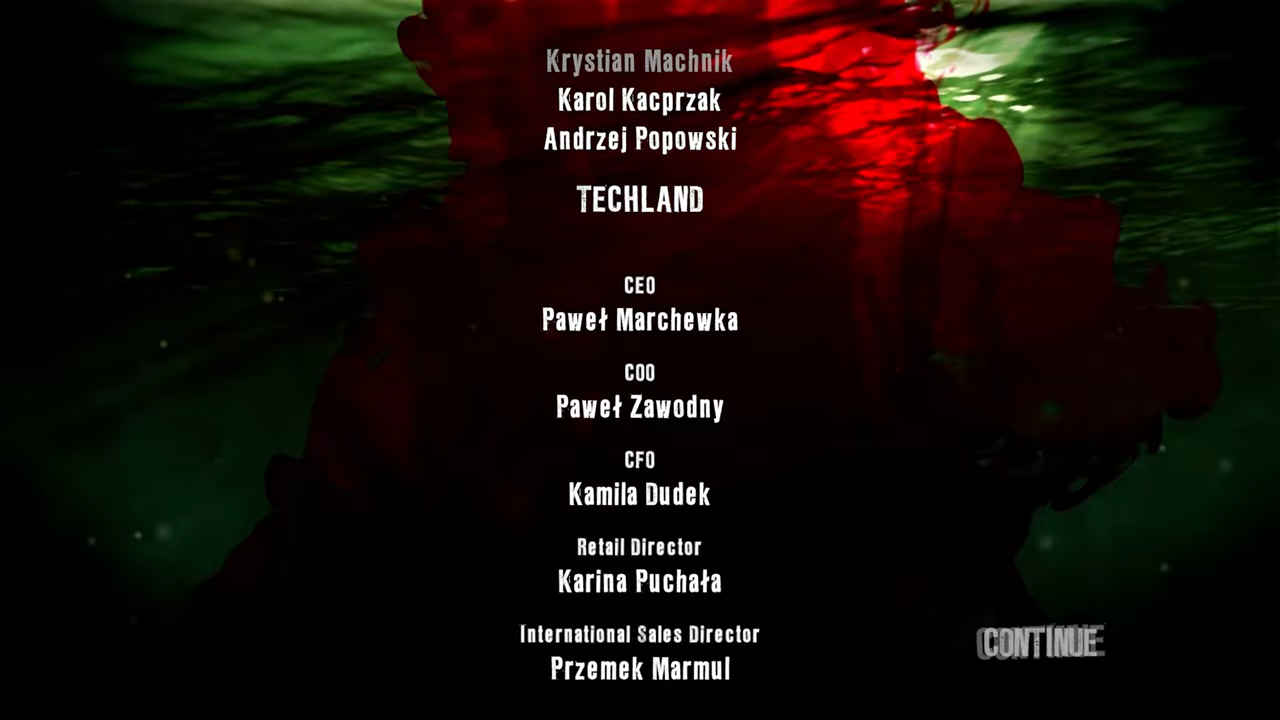 Krystian Machnik
Karol Kacprzak
Andrzej Popowski
TECHLAND
CEO
Paweł Marchewka
COO
Paweł Zawodny
CFO
Kamila Dudek
Retail Director
Karina Puchała
International Sales Director
Przemek Marmul
CONTINUE